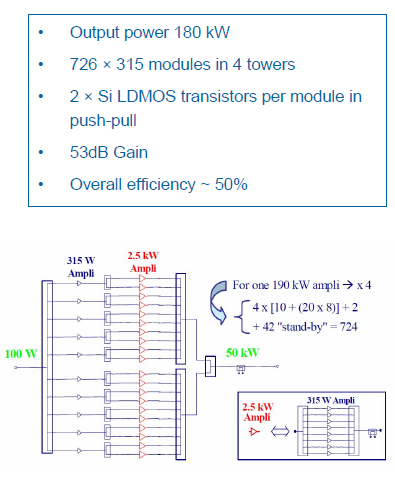 • Output power 180 kW
• 726 × 315 modules in 4 towers
• 2 × Si LDMOS transistors per module in
push-pull
• 53dB Gain
• Overall efficiency ~ 50%
315 W
Ampli
2.5 kW
Ampli
100 W
50 kW
For one 190 kW ampli → x 4
4 x [10 + (20 x 8)] + 2
+ 42 "stand-by" = 724
2.5 kW
Ampli
315 W Ampli